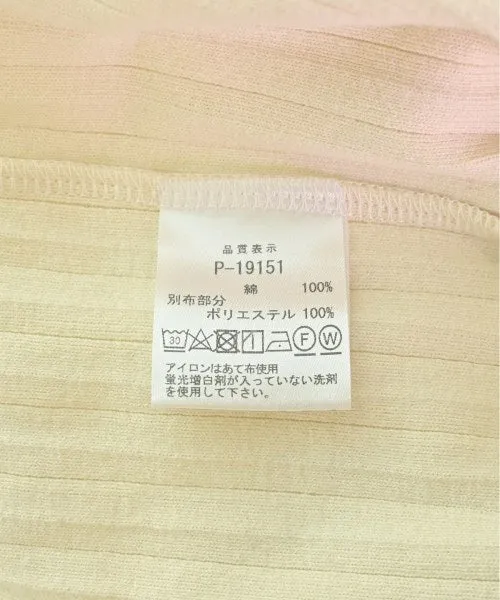 品質表示
P-19151
綿 100%
別布部分
ポリエステル 100%
30 F W
アイロンはあて布使用
蛍光増白剤が入っていない洗剤
を使用して下さい。